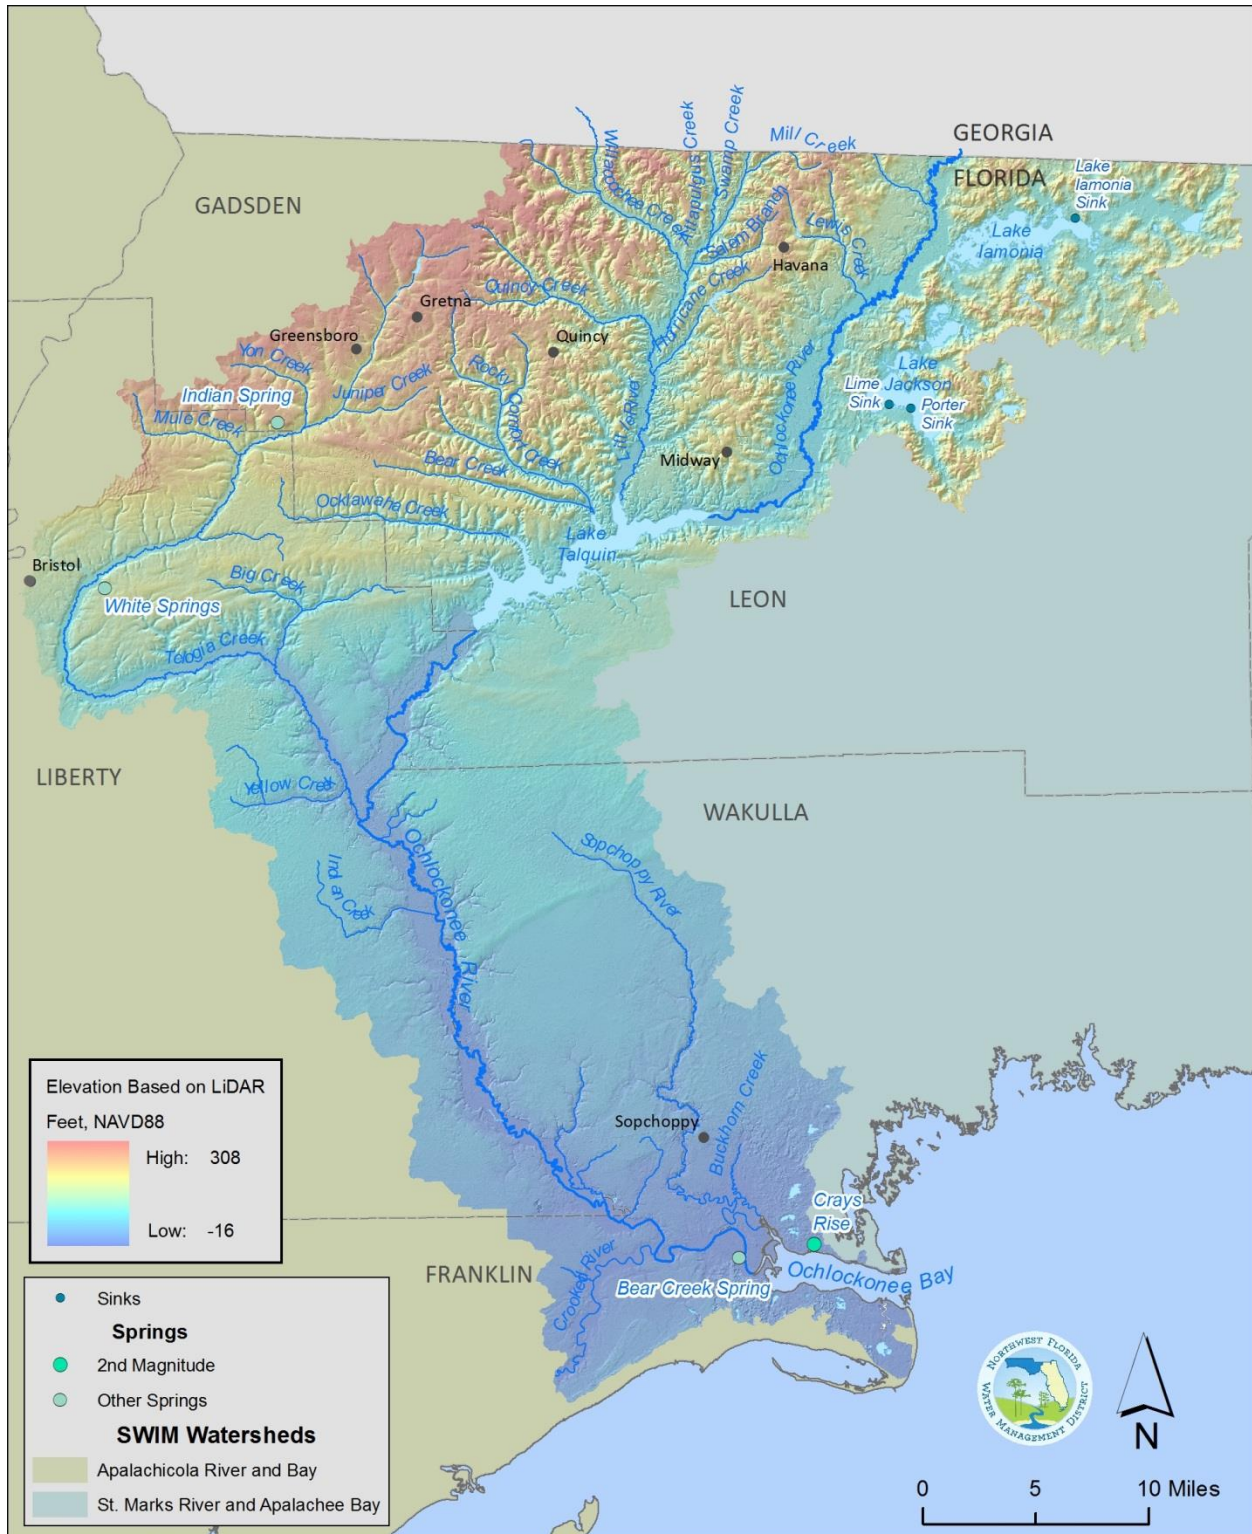 GEORGIA
FLORIDA
GADSDEN
Willacoochee Creek
Attapulgus Creek
Swamp Creek
Mill Creek
Lake
Iamonia
Sink
Lake
Iamonia
Salem Branch
Lewis Creek
Havana
Hurricane Creek
Quincy Creek
Gretna
Greensboro
Quincy
Yon Creek
Juniper Creek
Rocky Comfort Creek
Little River
Ochlockonee River
Lake
Jackson
Lime
Sink
Porter
Sink
Indian Spring
Mule Creek
Midway
Bear Creek
Ocklawaha Creek
Lake
Talquin
Bristol
Big Creek
White Springs
LEON
Telogia Creek
LIBERTY
Yellow Creek
WAKULLA
Ochlockonee River
Sopchoppy River
Indian Creek
Sopchoppy
Buckhorn Creek
Crays
Rise
FRANKLIN
Crooked River
Bear Creek Spring
Ochlockonee Bay
Elevation Based on LiDAR
Feet, NAVD88
High: 308
Low: -16
Sinks
Springs
2nd Magnitude
Other Springs
SWIM Watersheds
Apalachicola River and Bay
St. Marks River and Apalachee Bay
NORTHWEST FLORIDA
WATER MANAGEMENT DISTRICT
N
0 5 10 Miles